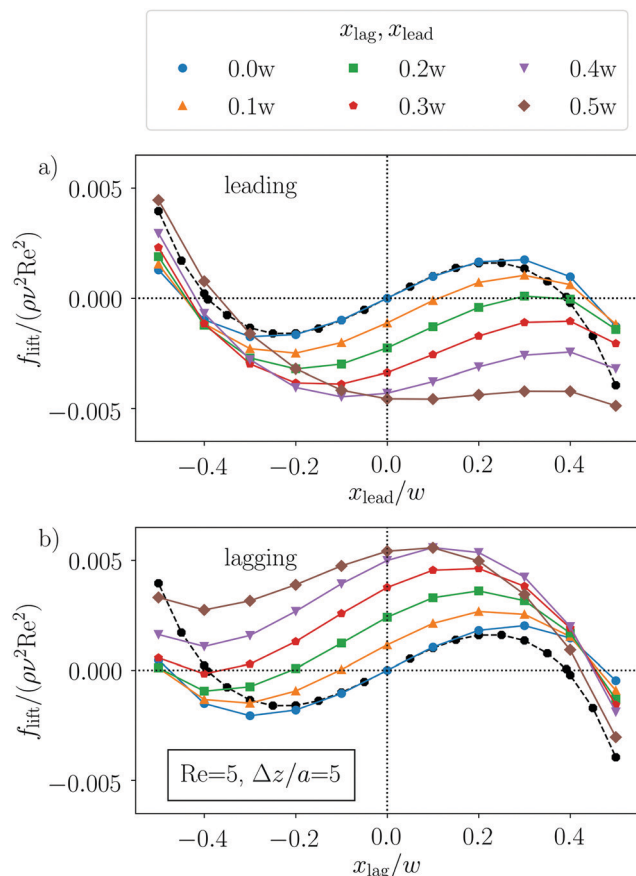 x_lag, x_lead
0.0w 0.2w 0.4w
0.1w 0.3w 0.5w
a)
leading
0.005
0.000
−0.005
f_lift/(ρν²Re²)
−0.4 −0.2 0.0 0.2 0.4
x_lead/w
b)
lagging
0.005
0.000
−0.005
f_lift/(ρν²Re²)
Re=5, Δz/a=5
−0.4 −0.2 0.0 0.2 0.4
x_lag/w